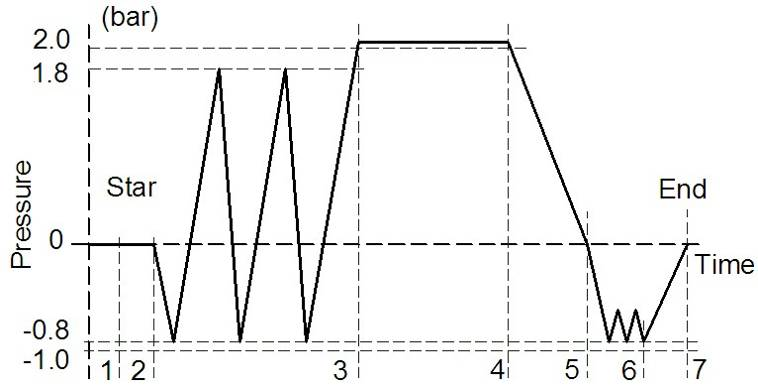 (bar)
2.0
1.8
Star
End
Pressure
0
Time
-0.8
-1.0
1 2 3 4 5 6 7